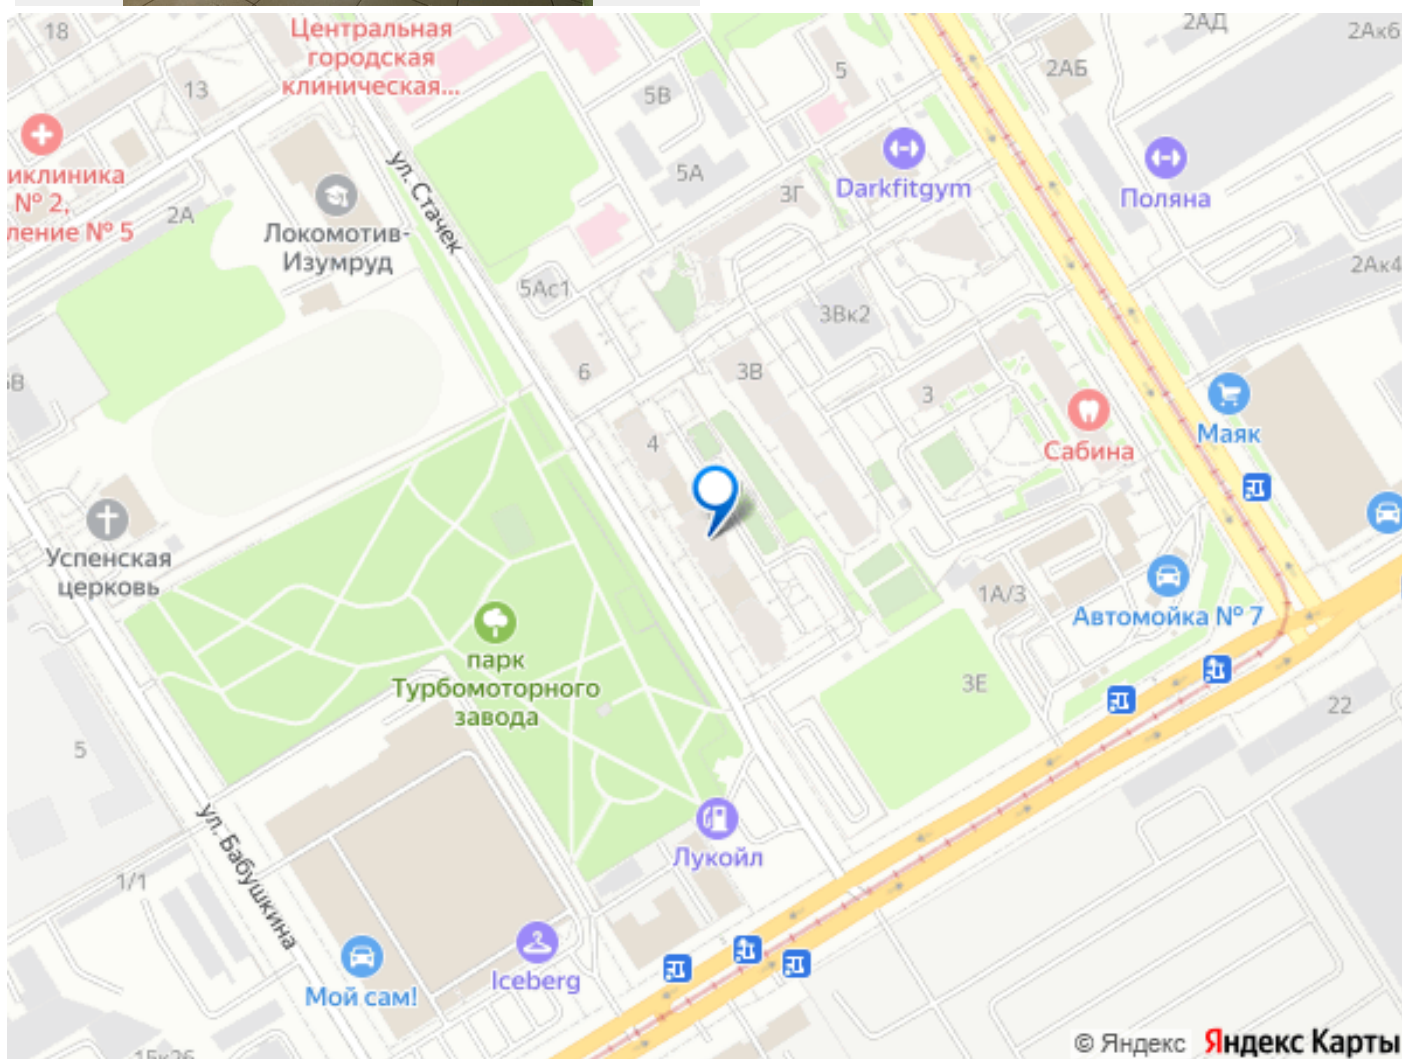 18
Центральная
городская
клиническая...
2АД
2Ак6
13
5
5В
2АБ
иклиника
№ 2,
ление № 5
2А
ул. Стачек
5А
3Г
Darkfitgym
Поляна
Локомотив-
Изумруд
5Ас1
3Вк2
2Ак4
6
3В
3
4
Сабина
Маяк
Успенская
церковь
1А/3
Автомойка № 7
парк
Турбомоторного
завода
3Е
22
5
ул. Бабушкина
Лукойл
1/1
Iceberg
Мой сам!
© Яндекс Яндекс Карты